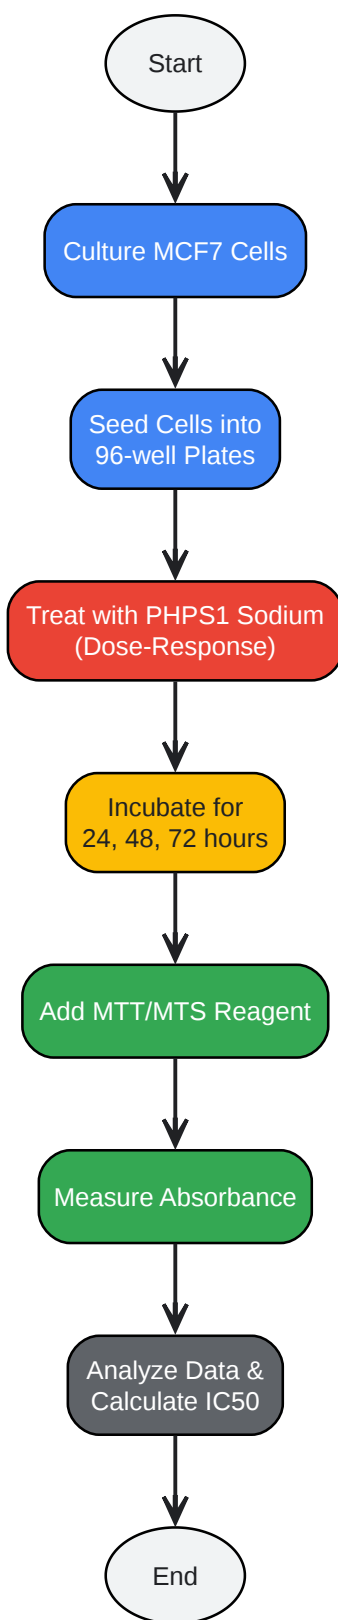 Start
Culture MCF7 Cells
Seed Cells into
96-well Plates
Treat with PHPS1 Sodium
(Dose-Response)
Incubate for
24, 48, 72 hours
Add MTT/MTS Reagent
Measure Absorbance
Analyze Data &
Calculate IC50
End